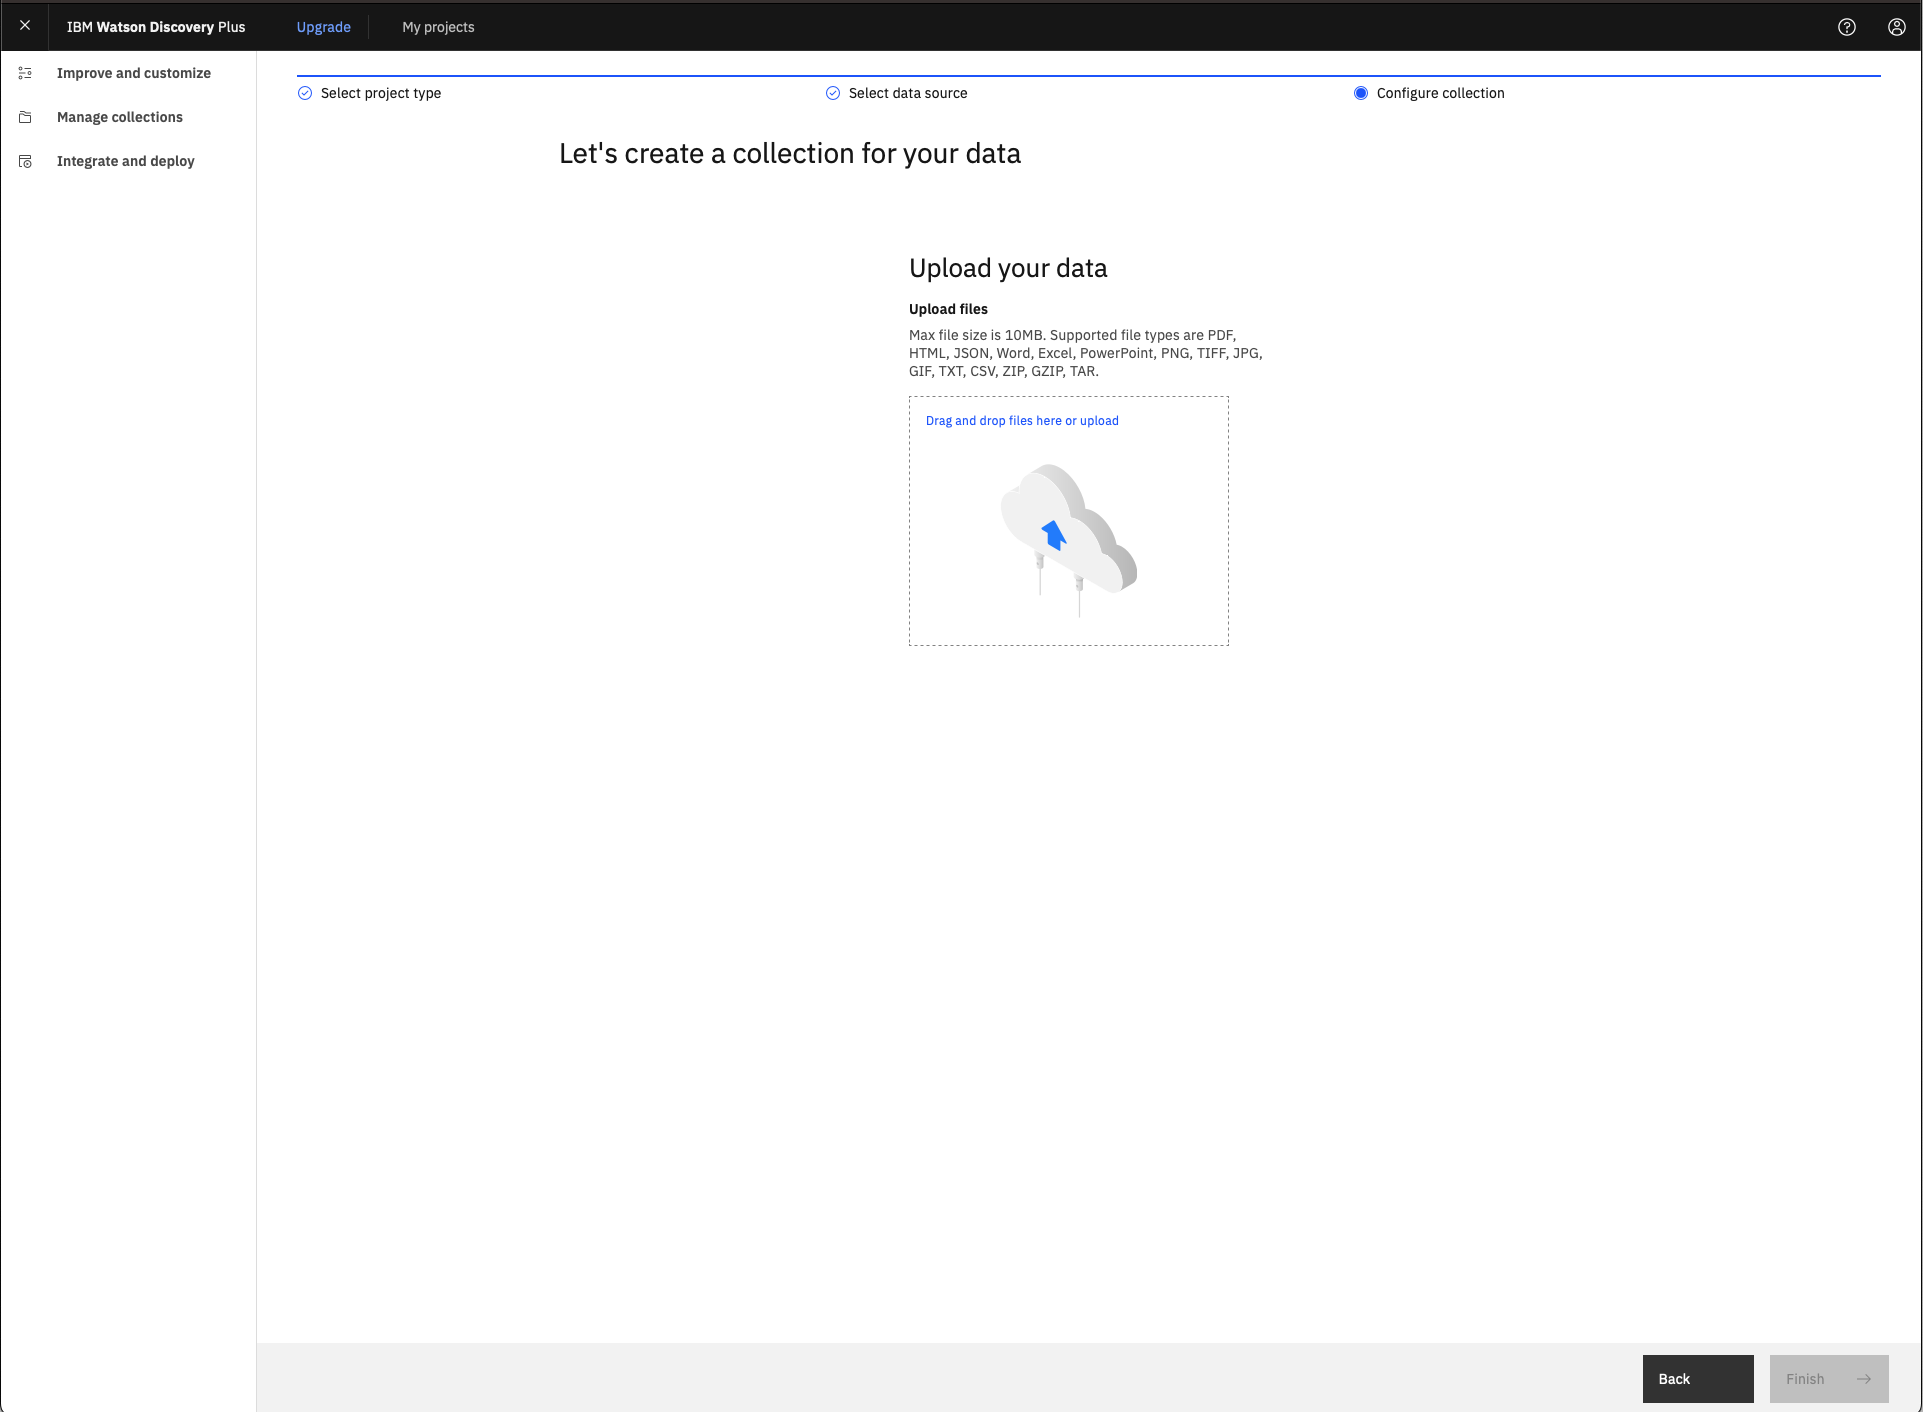 IBM Watson Discovery Plus
Upgrade
My projects
Improve and customize
Manage collections
Integrate and deploy
Select project type
Select data source
Configure collection
Let's create a collection for your data
Upload your data
Upload files
Max file size is 10MB. Supported file types are PDF,
HTML, JSON, Word, Excel, PowerPoint, PNG, TIFF, JPG,
GIF, TXT, CSV, ZIP, GZIP, TAR.
Drag and drop files here or upload
Back
Finish